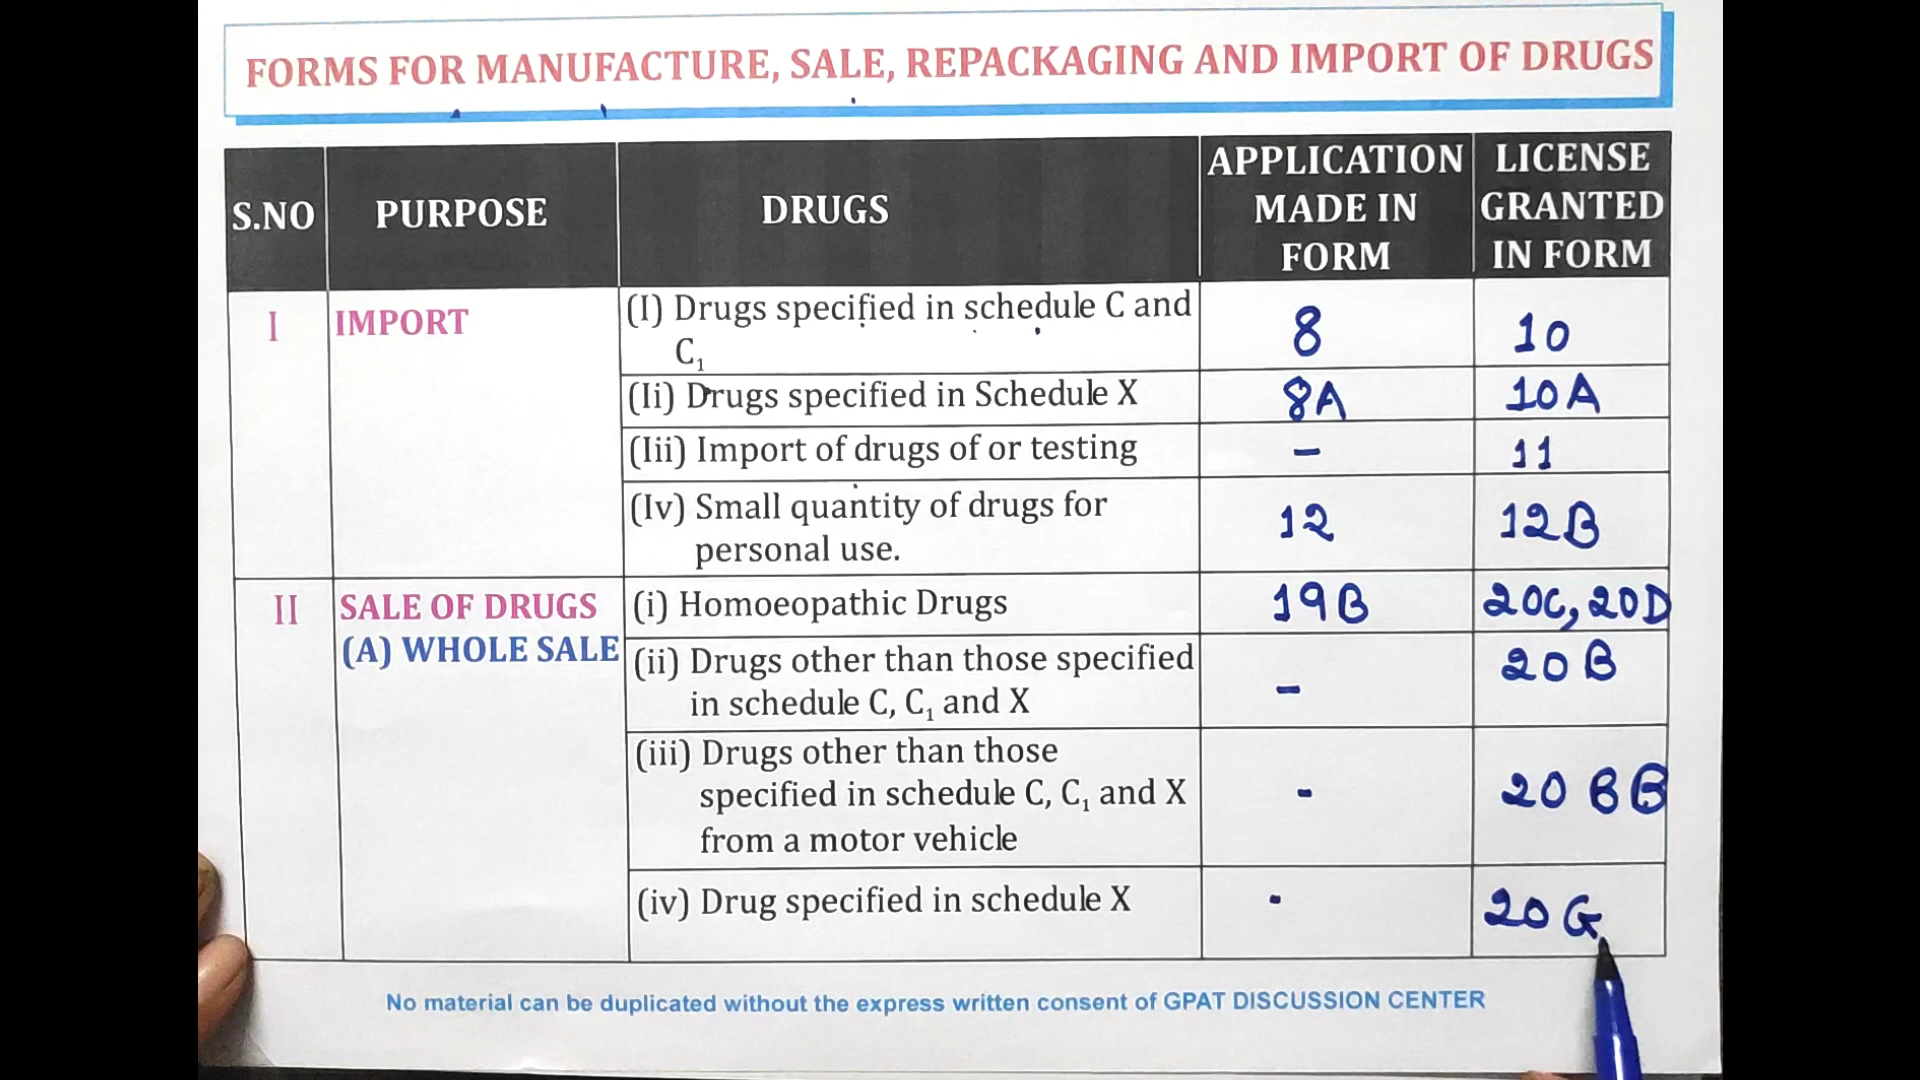 FORMS FOR MANUFACTURE, SALE, REPACKAGING AND IMPORT OF DRUGS
S.NO PURPOSE DRUGS APPLICATION MADE IN FORM LICENSE GRANTED IN FORM
I IMPORT (I) Drugs specified in schedule C and
C₁ 8 10
(Ii) Drugs specified in Schedule X 8A 10A
(Iii) Import of drugs of or testing - 11
(Iv) Small quantity of drugs for
personal use. 12 12B
II SALE OF DRUGS (i) Homoeopathic Drugs 19B 20C, 20D
(A) WHOLE SALE (ii) Drugs other than those specified
in schedule C, C₁ and X - 20B
(iii) Drugs other than those
specified in schedule C, C₁ and X - 20 BB
from a motor vehicle
(iv) Drug specified in schedule X - 20 G
No material can be duplicated without the express written consent of GPAT DISCUSSION CENTER